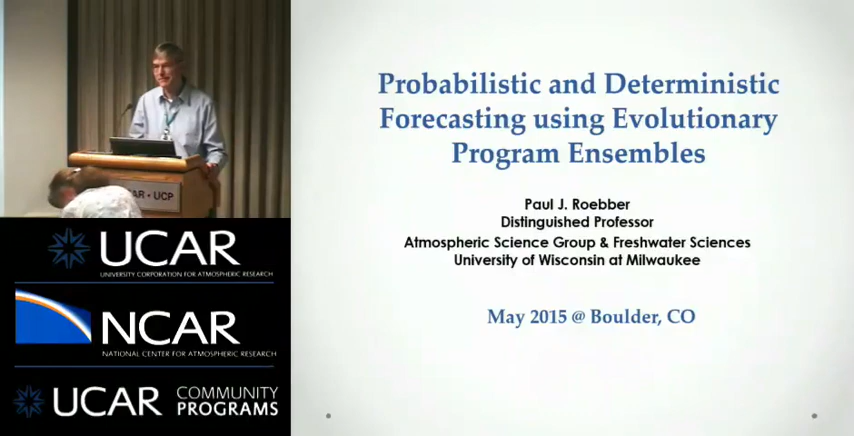 AR • UCP
UCAR
UNIVERSITY CORPORATION FOR ATMOSPHERIC RESEARCH
NCAR
NATIONAL CENTER FOR ATMOSPHERIC RESEARCH
UCAR COMMUNITY
PROGRAMS
Probabilistic and Deterministic
Forecasting using Evolutionary
Program Ensembles
Paul J. Roebber
Distinguished Professor
Atmospheric Science Group & Freshwater Sciences
University of Wisconsin at Milwaukee
May 2015 @ Boulder, CO